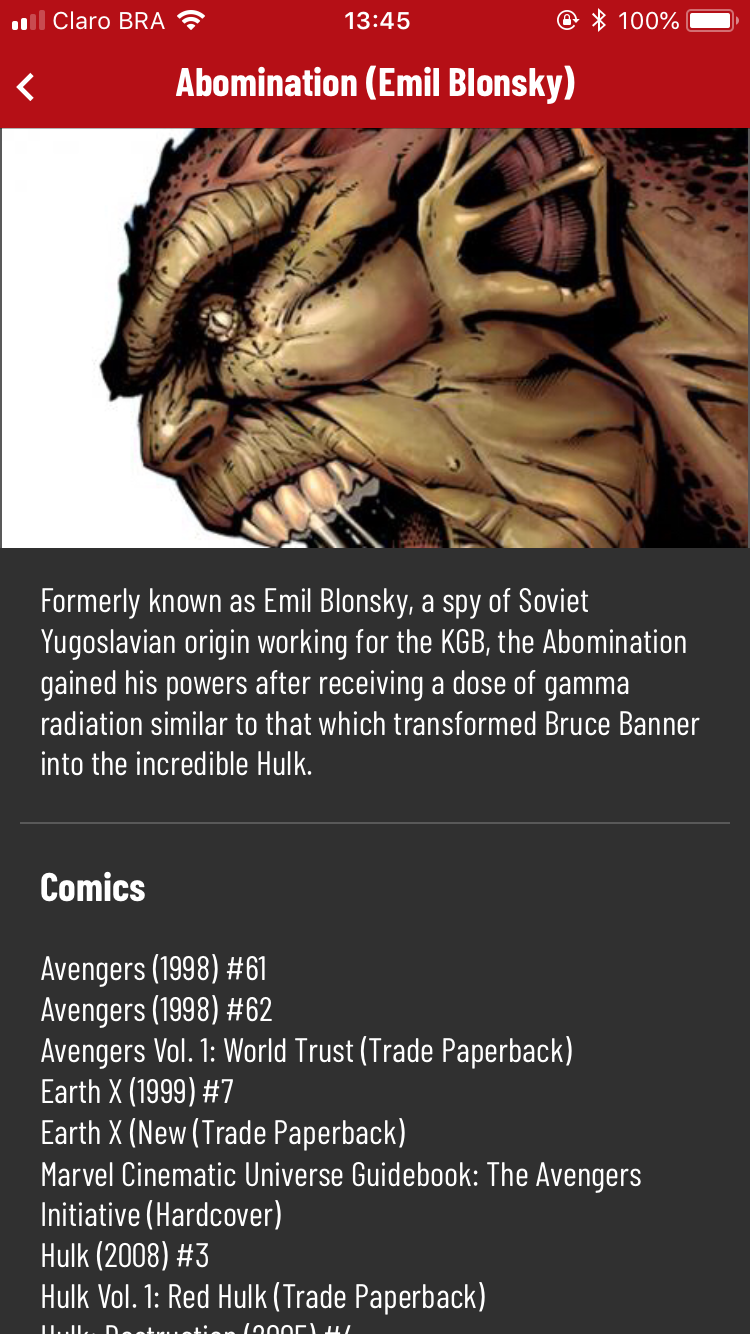 Claro BRA
13:45
100%
Abomination (Emil Blonsky)
Formerly known as Emil Blonsky, a spy of Soviet
Yugoslavian origin working for the KGB, the Abomination
gained his powers after receiving a dose of gamma
radiation similar to that which transformed Bruce Banner
into the incredible Hulk.
Comics
Avengers (1998) #61
Avengers (1998) #62
Avengers Vol. 1: World Trust (Trade Paperback)
Earth X (1999) #7
Earth X (New (Trade Paperback)
Marvel Cinematic Universe Guidebook: The Avengers
Initiative (Hardcover)
Hulk (2008) #3
Hulk Vol. 1: Red Hulk (Trade Paperback)
Hulk: Destruction (2005) #4